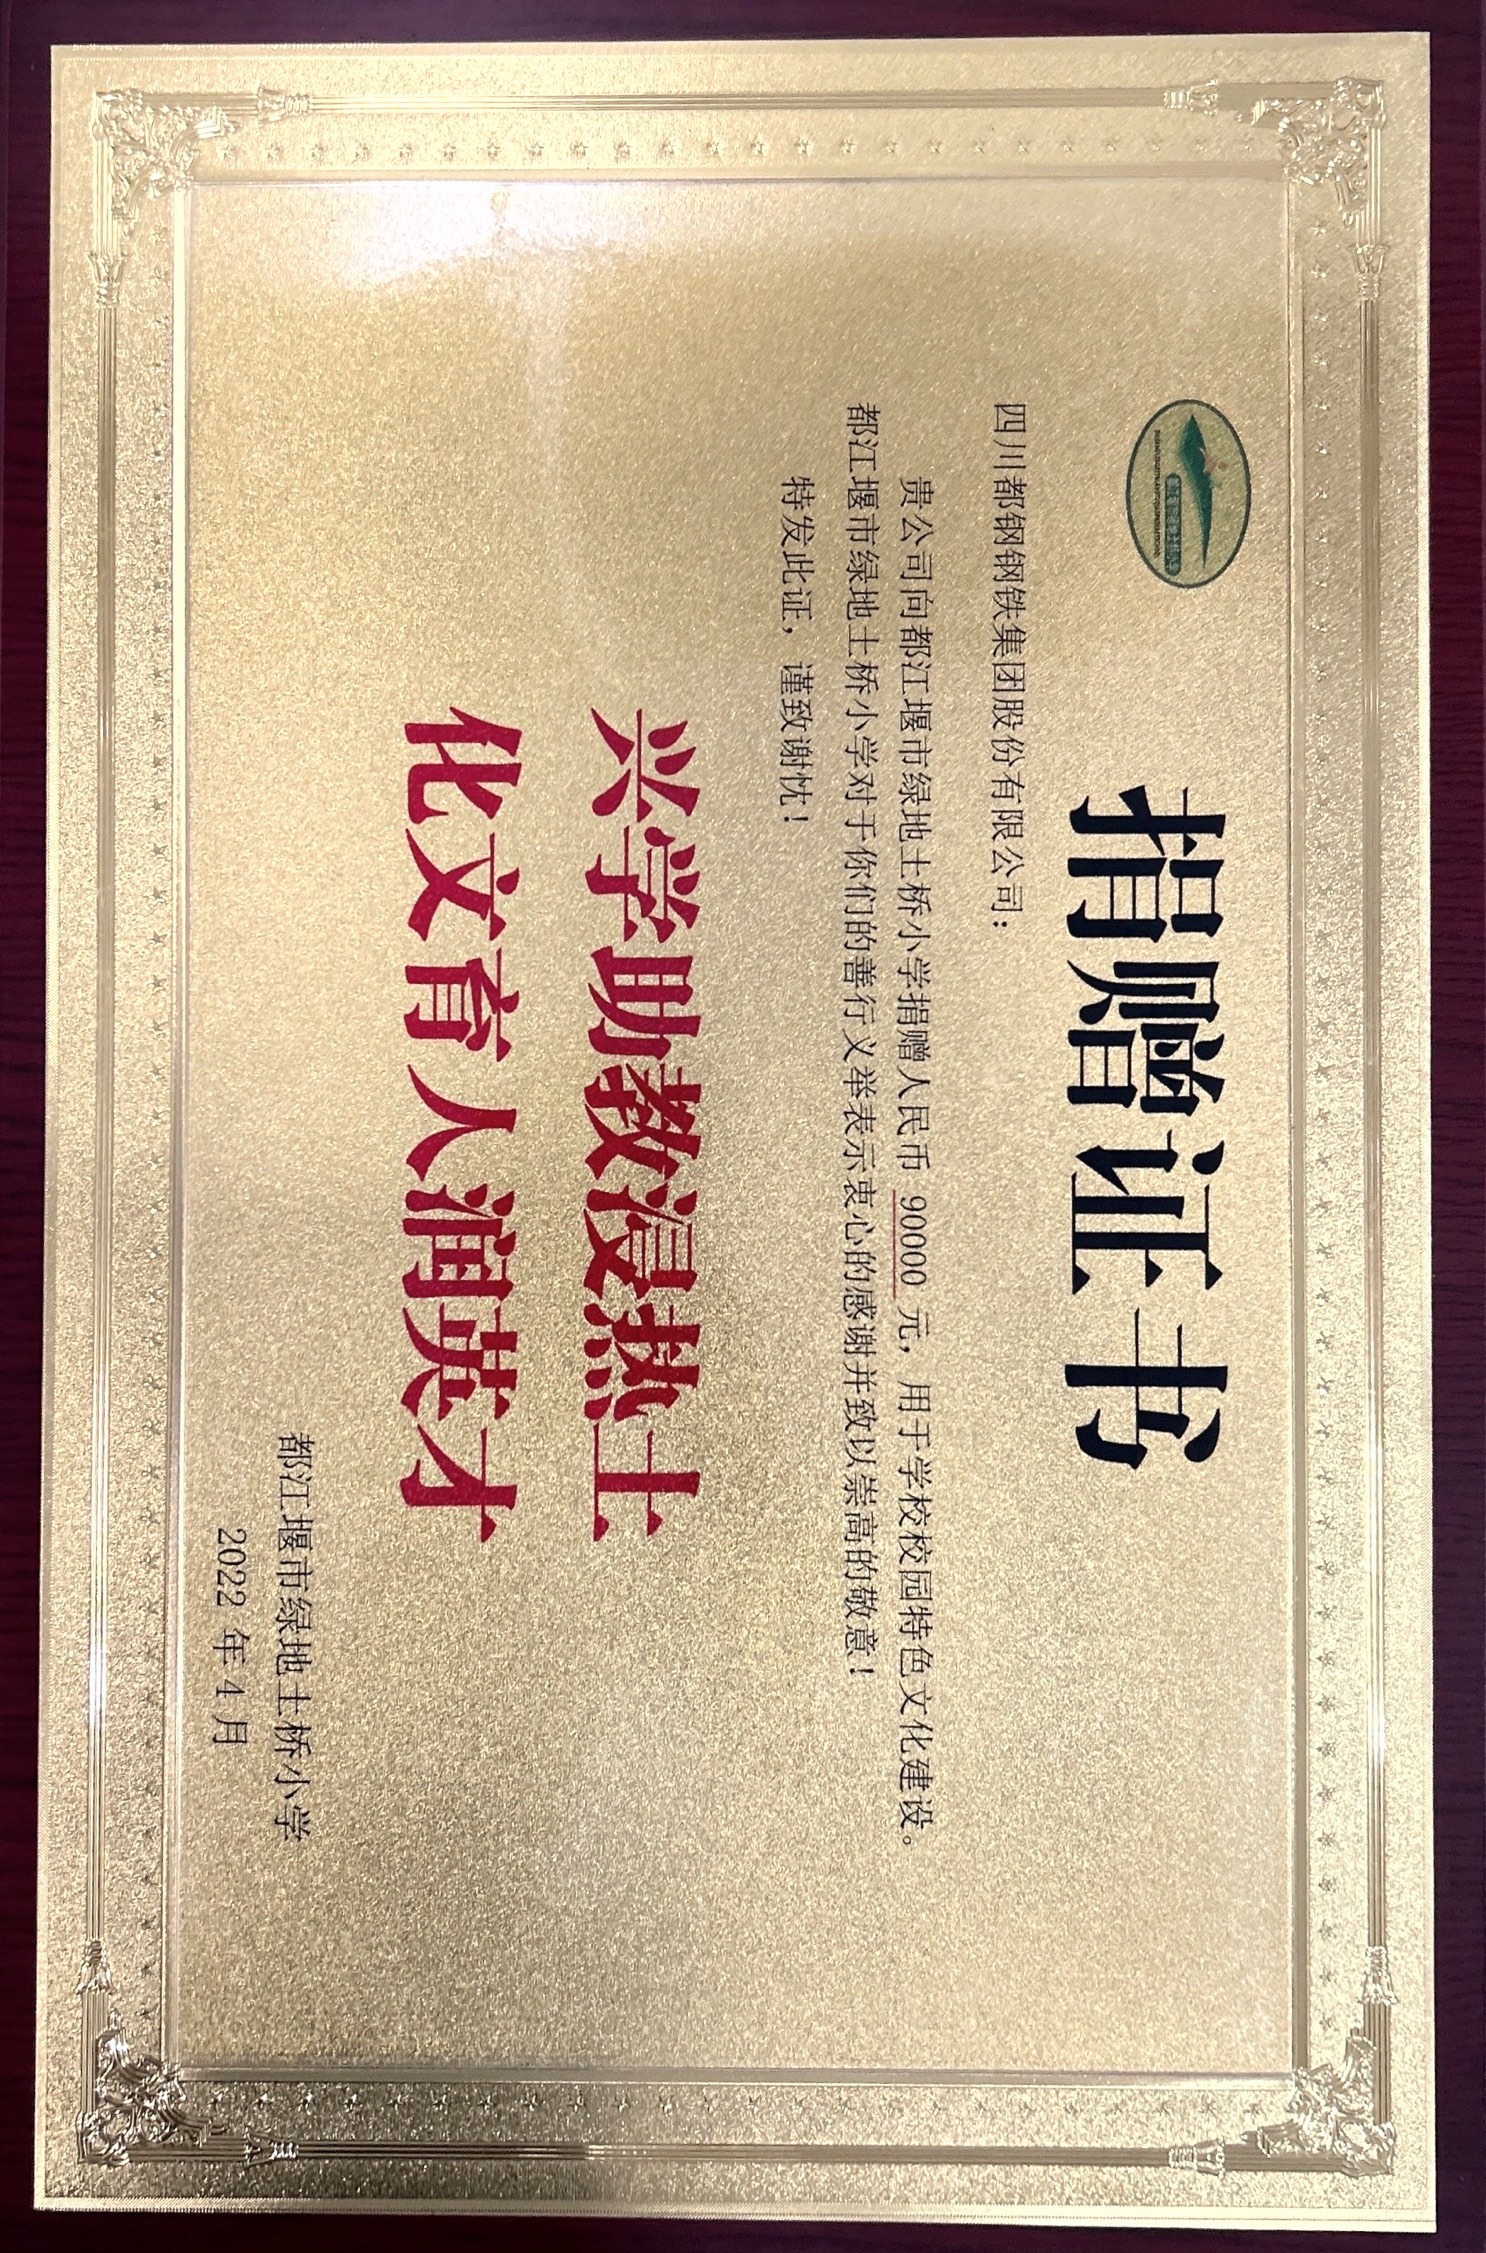 捐赠证书
四川都钢钢铁集团股份有限公司：
贵公司向都江堰市绿地土桥小学捐赠人民币 90000 元，用于学校校园特色文化建设。
都江堰市绿地土桥小学对于你们的善行义举表示衷心的感谢并致以崇高的敬意！
特发此证，谨致谢忱！
兴学助教浸热土
化文育人润英才
都江堰市绿地土桥小学
2022 年 4 月